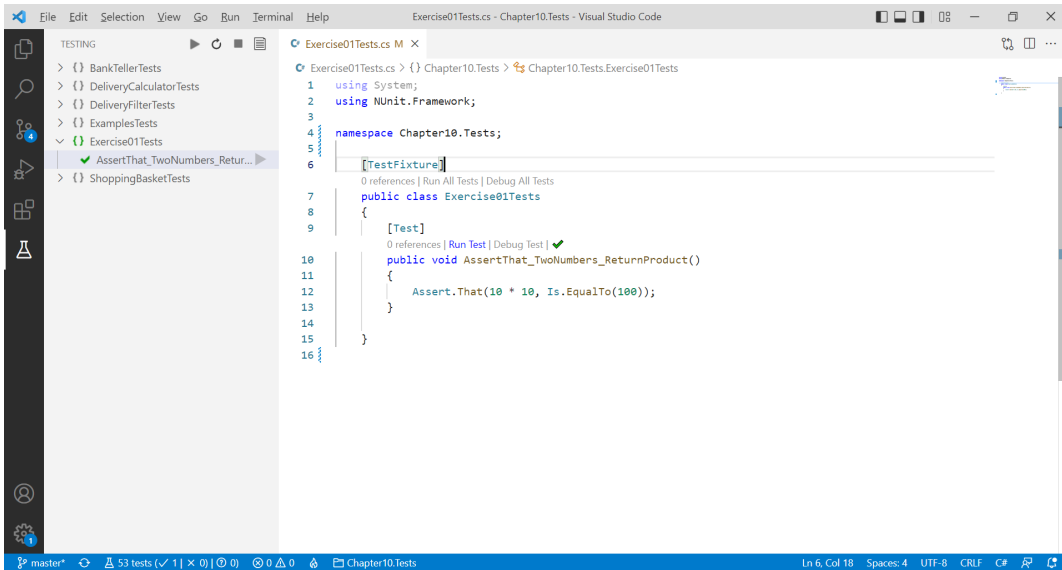 File Edit Selection View Go Run Terminal Help Exercise01Tests.cs - Chapter10.Tests - Visual Studio Code
TESTING
{} BankTellerTests
{} DeliveryCalculatorTests
{} DeliveryFilterTests
{} ExamplesTests
{} Exercise01Tests
AssertThat_TwoNumbers_Retur...
{} ShoppingBasketTests
4
1
Exercise01Tests.cs M
Exercise01Tests.cs > {} Chapter10.Tests > Chapter10.Tests.Exercise01Tests
1 using System;
2 using NUnit.Framework;
3
4 namespace Chapter10.Tests;
5
6 [TestFixture]
0 references | Run All Tests | Debug All Tests
7 public class Exercise01Tests
8 {
9 [Test]
0 references | Run Test | Debug Test | ✔
10 public void AssertThat_TwoNumbers_ReturnProduct()
11 {
12 Assert.That(10 * 10, Is.EqualTo(100));
13 }
14
15 }
16
master* 53 tests (✓ 1 | × 0)| ⑦ 0) ⊗ 0 ⚠ 0 Chapter10.Tests Ln 6, Col 18 Spaces: 4 UTF-8 CRLF C#